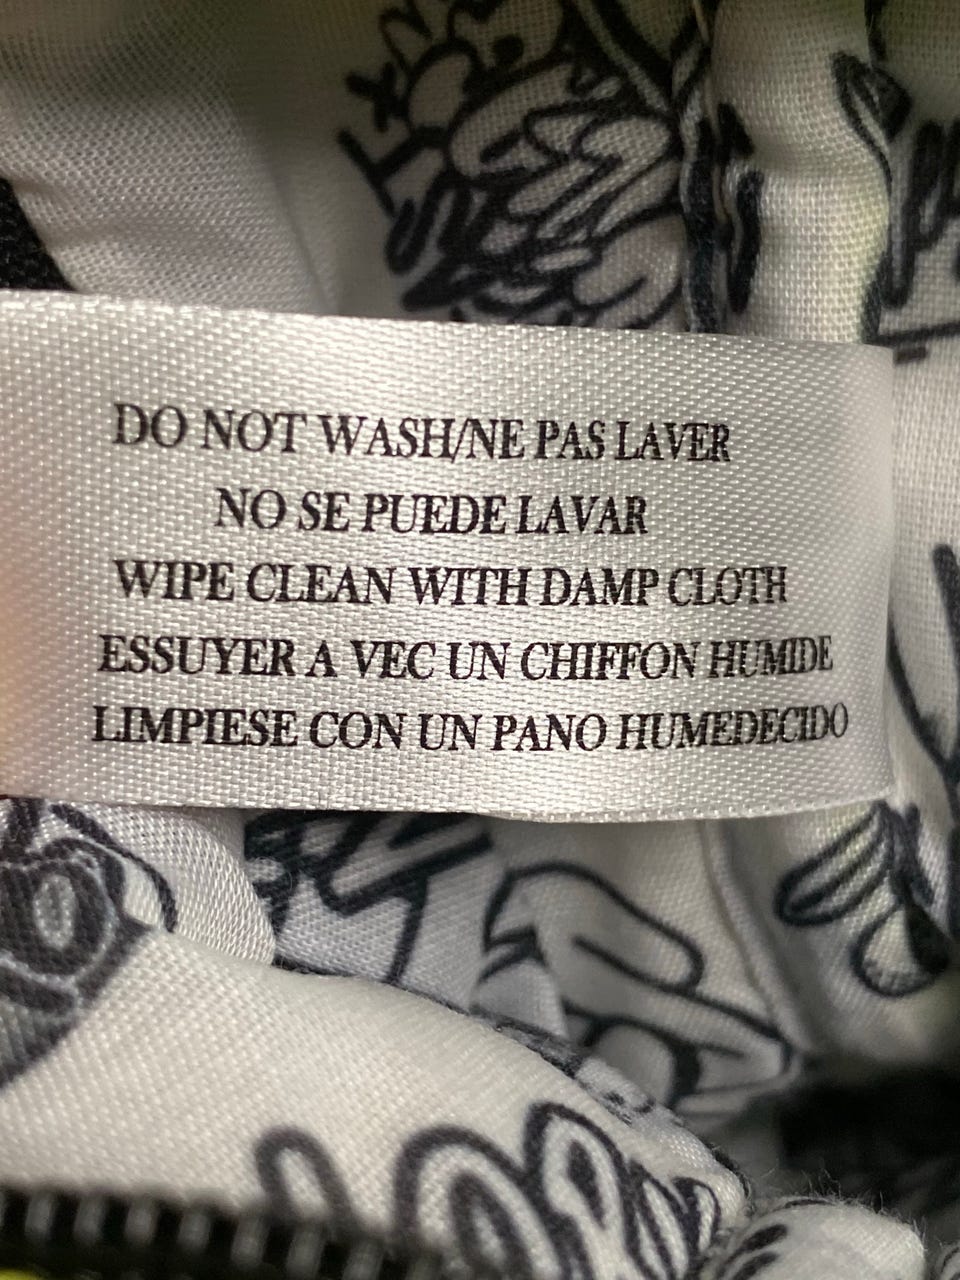 DO NOT WASH/NE PAS LAVER
NO SE PUEDE LAVAR
WIPE CLEAN WITH DAMP CLOTH
ESSUYER A VEC UN CHIFFON HUMIDE
LIMPIESE CON UN PANO HUMEDECIDO